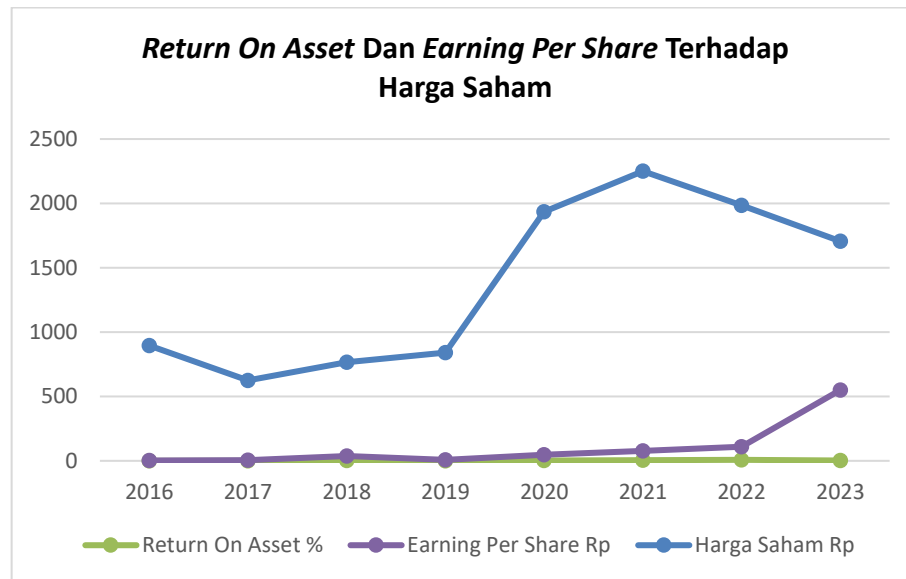 Return On Asset Dan Earning Per Share Terhadap
Harga Saham
2500
2000
1500
1000
500
0
2016 2017 2018 2019 2020 2021 2022 2023
Return On Asset % Earning Per Share Rp Harga Saham Rp